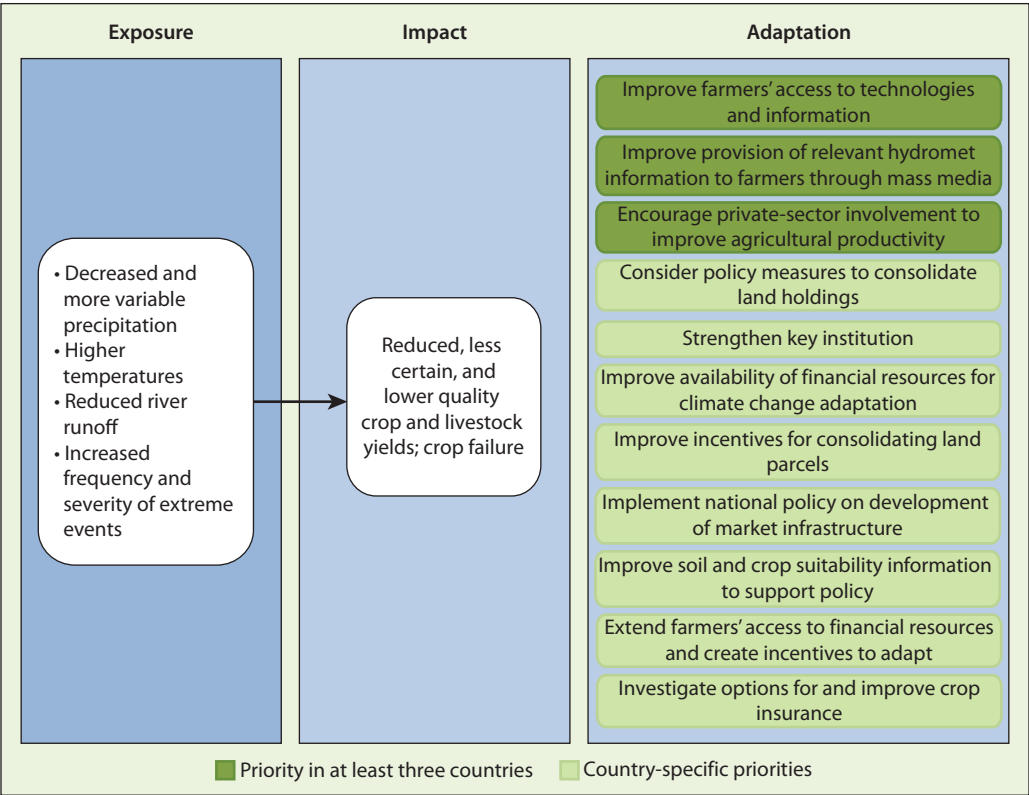 Exposure
Impact
Adaptation
• Decreased and
more variable
precipitation
• Higher
temperatures
• Reduced river
runoff
• Increased
frequency and
severity of extreme
events
Reduced, less
certain, and
lower quality
crop and livestock
yields; crop failure
Improve farmers' access to technologies
and information
Improve provision of relevant hydromet
information to farmers through mass media
Encourage private-sector involvement to
improve agricultural productivity
Consider policy measures to consolidate
land holdings
Strengthen key institution
Improve availability of financial resources for
climate change adaptation
Improve incentives for consolidating land
parcels
Implement national policy on development
of market infrastructure
Improve soil and crop suitability information
to support policy
Extend farmers' access to financial resources
and create incentives to adapt
Investigate options for and improve crop
insurance
Priority in at least three countries
Country-specific priorities